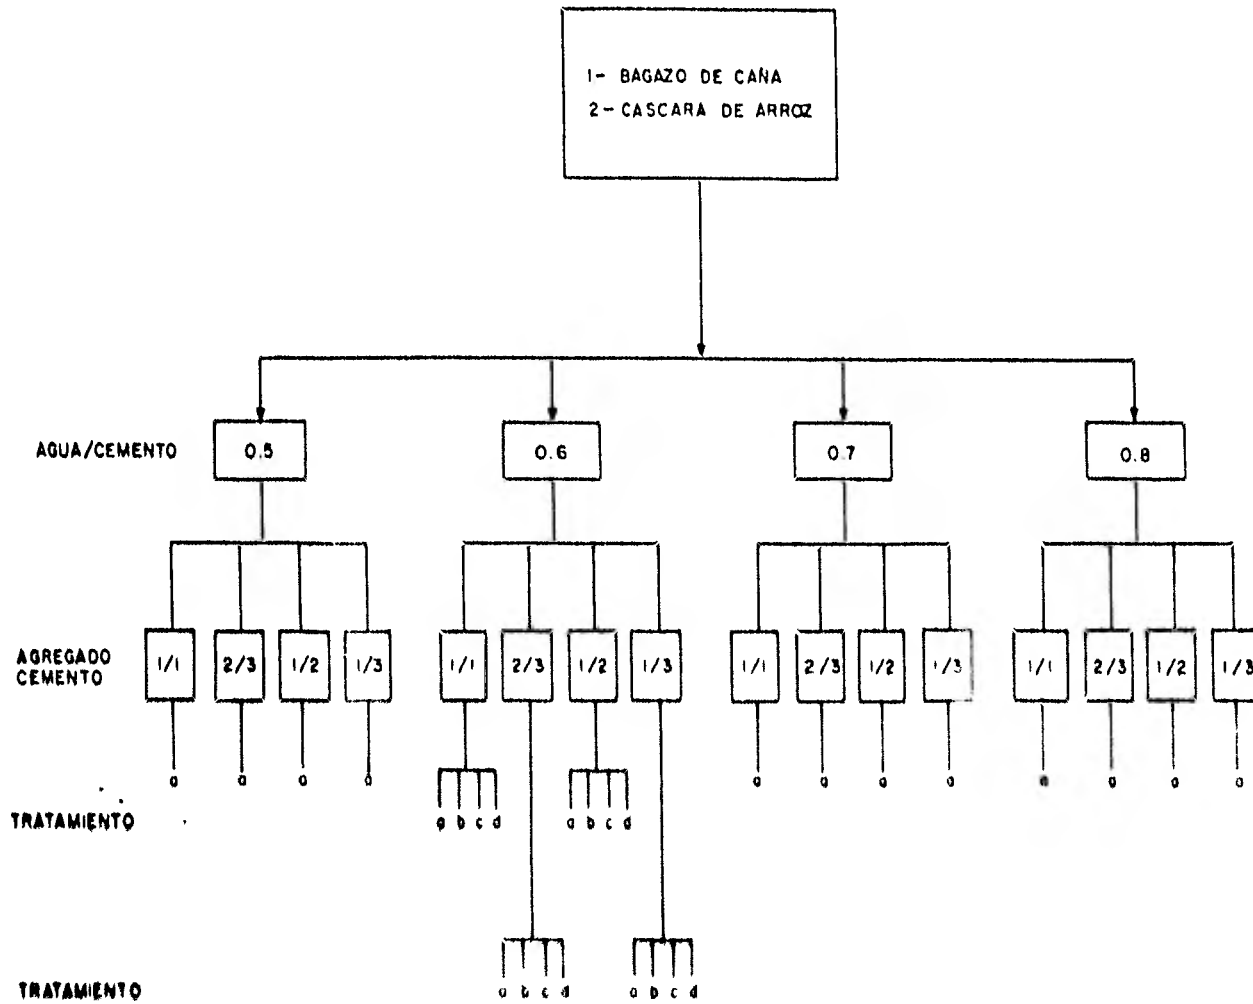 1- BAGAZO DE CAÑA
2- CASCARA DE ARROZ
AGUA/CEMENTO 0.5 0.6 0.7 0.8
AGREGADO
CEMENTO
1/1 2/3 1/2 1/3 1/1 2/3 1/2 1/3 1/1 2/3 1/2 1/3 1/1 2/3 1/2 1/3
a a a a a a a a a a a a
TRATAMIENTO a b c d a b c d
TRATAMIENTO a b c d a b c d